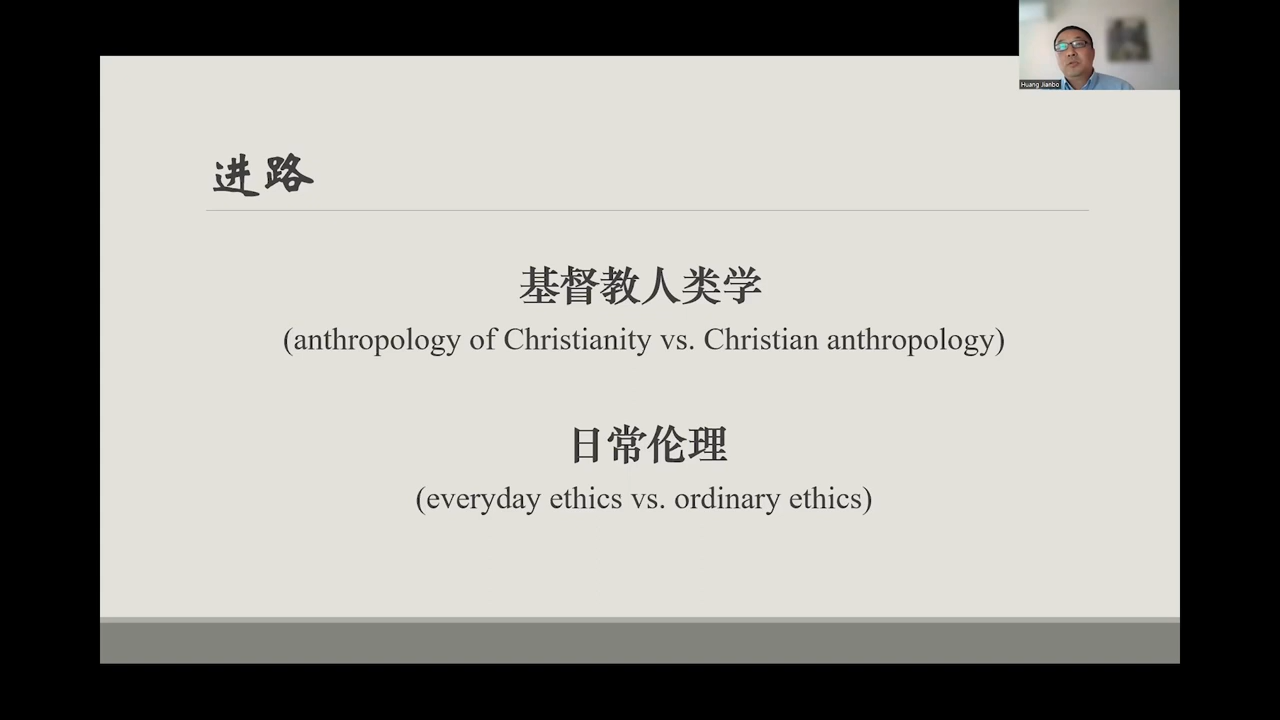 Huang Jianbo
进路
基督教人类学
(anthropology of Christianity vs. Christian anthropology)
日常伦理
(everyday ethics vs. ordinary ethics)